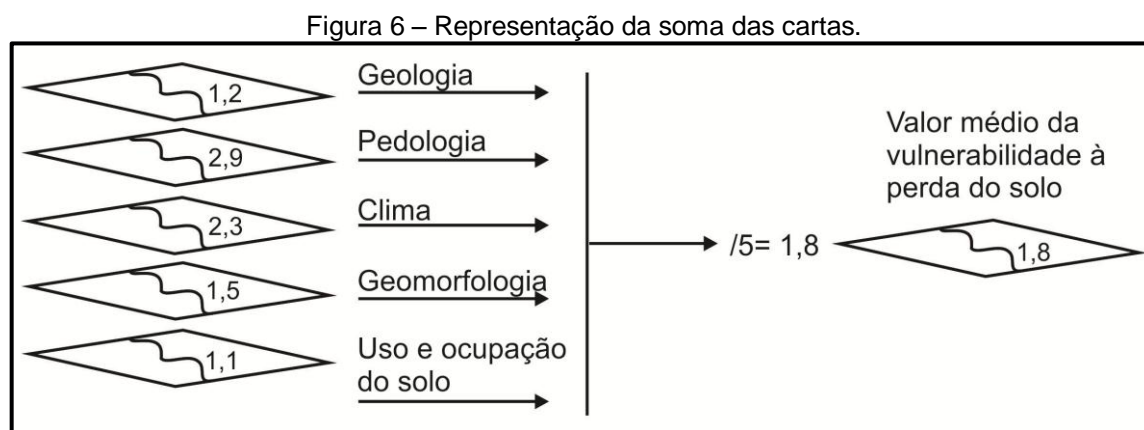 Figura 6 – Representação da soma das cartas.
1,2
Geologia
2,9
Pedologia
2,3
Clima
1,5
Geomorfologia
1,1
Uso e ocupação
do solo
/5= 1,8
Valor médio da
vulnerabilidade à
perda do solo
1,8